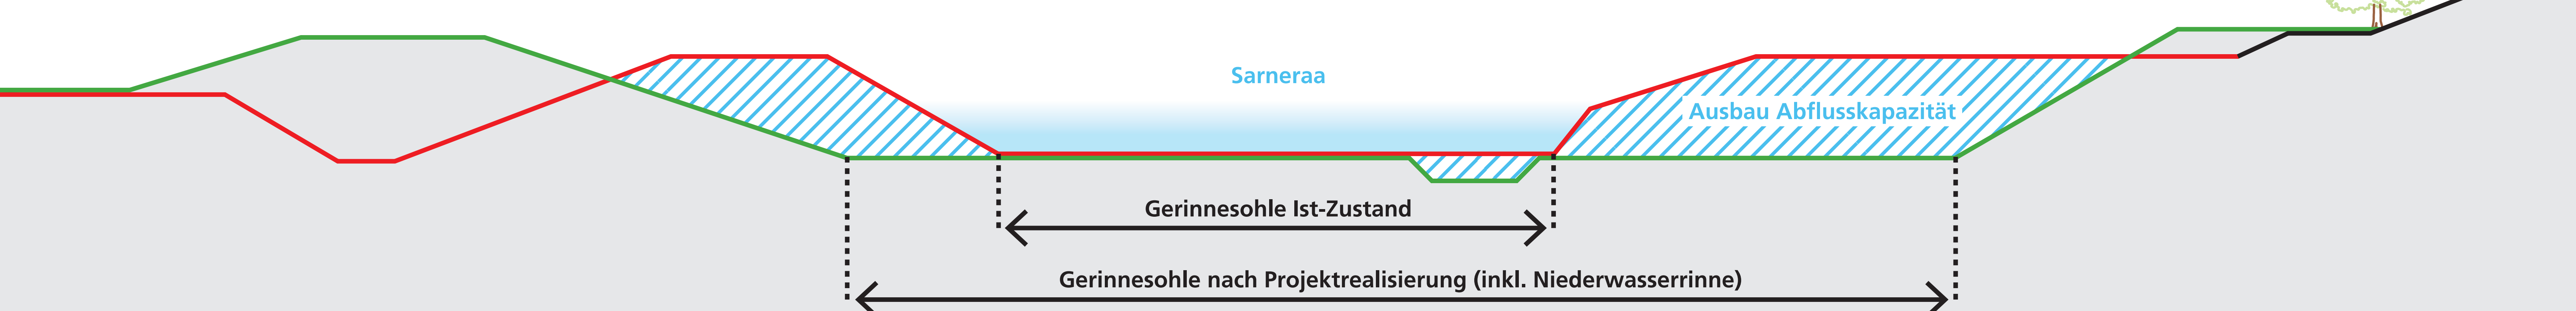 Sarneraa
Ausbau Abflusskapazität
Gerinnesohle Ist-Zustand
Gerinnesohle nach Projektrealisierung (inkl. Niederwasserrinne)